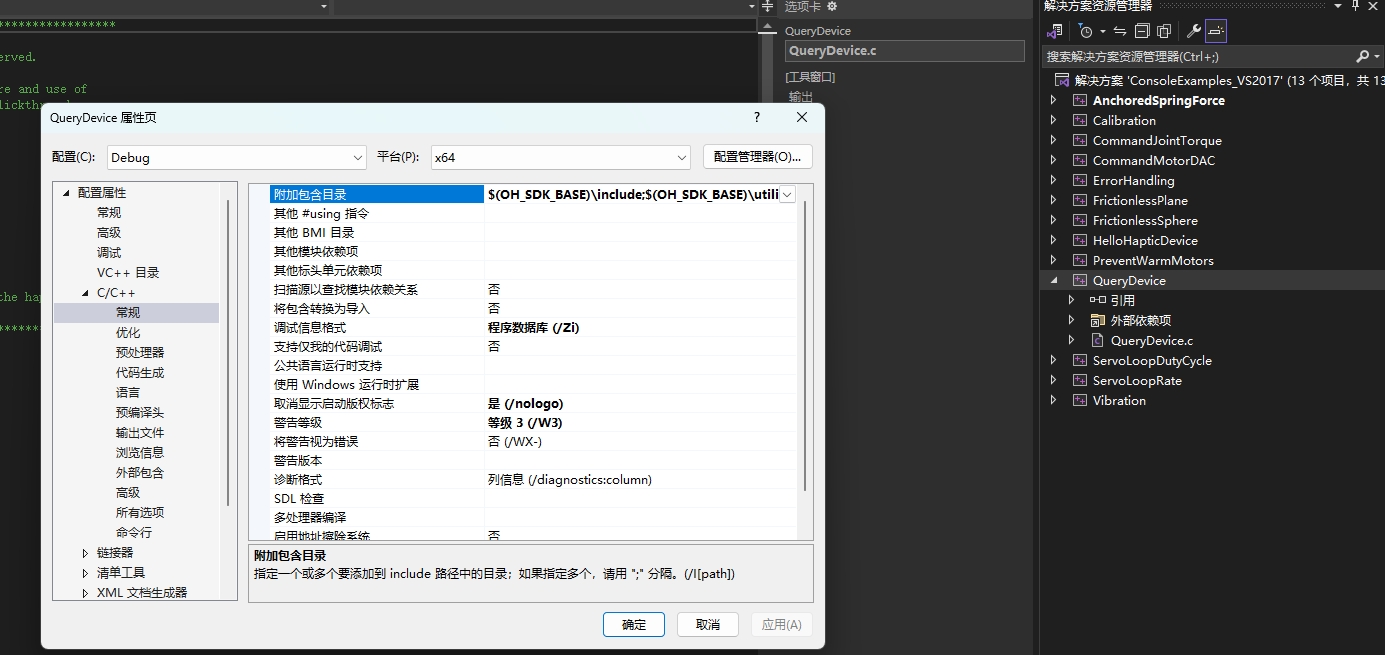 *****************
erved.
re and use of
QueryDevice 属性页
?
配置(C):
Debug
平台(P):
x64
配置管理器(O)...
配置属性
常规
高级
调试
VC++ 目录
C/C++
常规
优化
预处理器
代码生成
语言
预编译头
输出文件
浏览信息
外部包含
高级
所有选项
命令行
链接器
清单工具
XML 文档生成器
附加包含目录 $(OH_SDK_BASE)\include;$(OH_SDK_BASE)\utili
其他 #using 指令
其他 BMI 目录
其他模块依赖项
其他标头单元依赖项
扫描源以查找模块依赖关系 否
将包含转换为导入 否
调试信息格式 程序数据库 (/Zi)
支持仅我的代码调试 否
公共语言运行时支持
使用 Windows 运行时扩展
取消显示启动版权标志 是 (/nologo)
警告等级 等级 3 (/W3)
将警告视为错误 否 (/WX-)
警告版本
诊断格式 列信息 (/diagnostics:column)
SDL 检查
多处理器编译
启用地址擦除系统 否
附加包含目录
指定一个或多个要添加到 include 路径中的目录；如果指定多个，请用 ";" 分隔。(/I[path])
确定
取消
应用(A)
the ha
选项卡
QueryDevice
QueryDevice.c
[工具窗口]
输出
解决方案资源管理器
搜索解决方案资源管理器(Ctrl+;)
解决方案 'ConsoleExamples_VS2017' (13 个项目，共 13
AnchoredSpringForce
Calibration
CommandJointTorque
CommandMotorDAC
ErrorHandling
FrictionlessPlane
FrictionlessSphere
HelloHapticDevice
PreventWarmMotors
QueryDevice
引用
外部依赖项
QueryDevice.c
ServoLoopDutyCycle
ServoLoopRate
Vibration